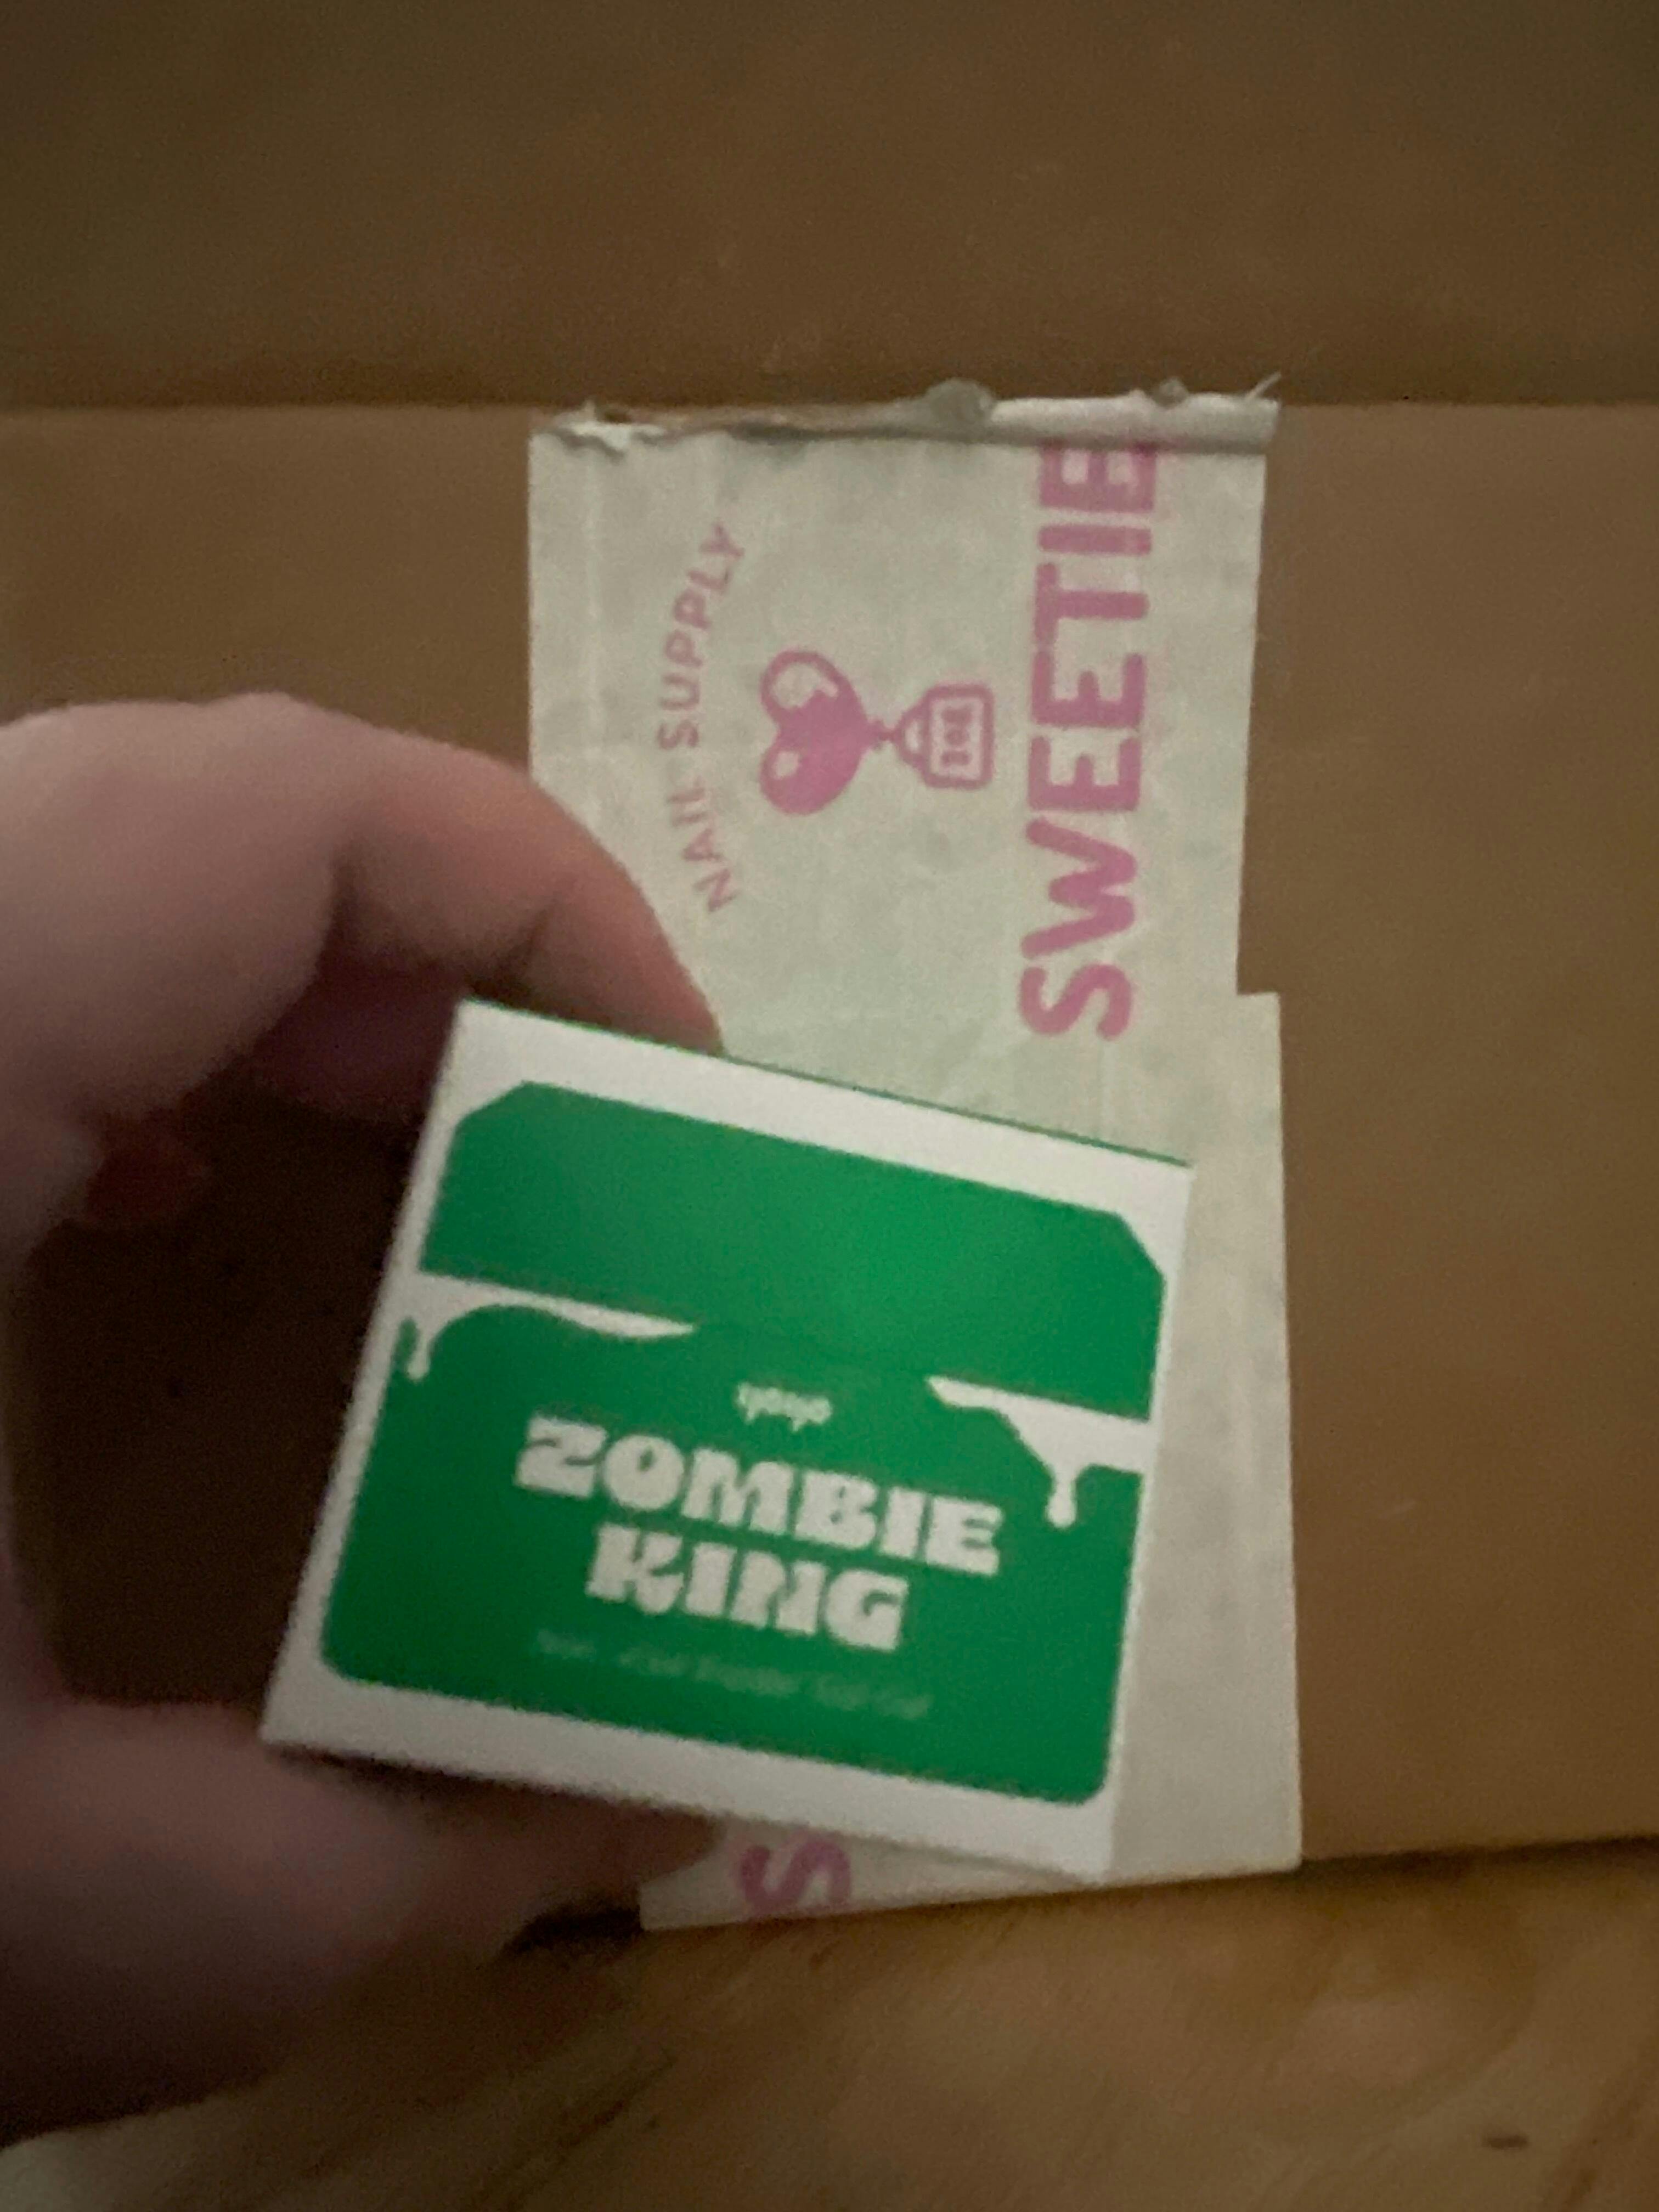 NAIL SUPPLY
SWEETIE
ZOMBIE
KING
S